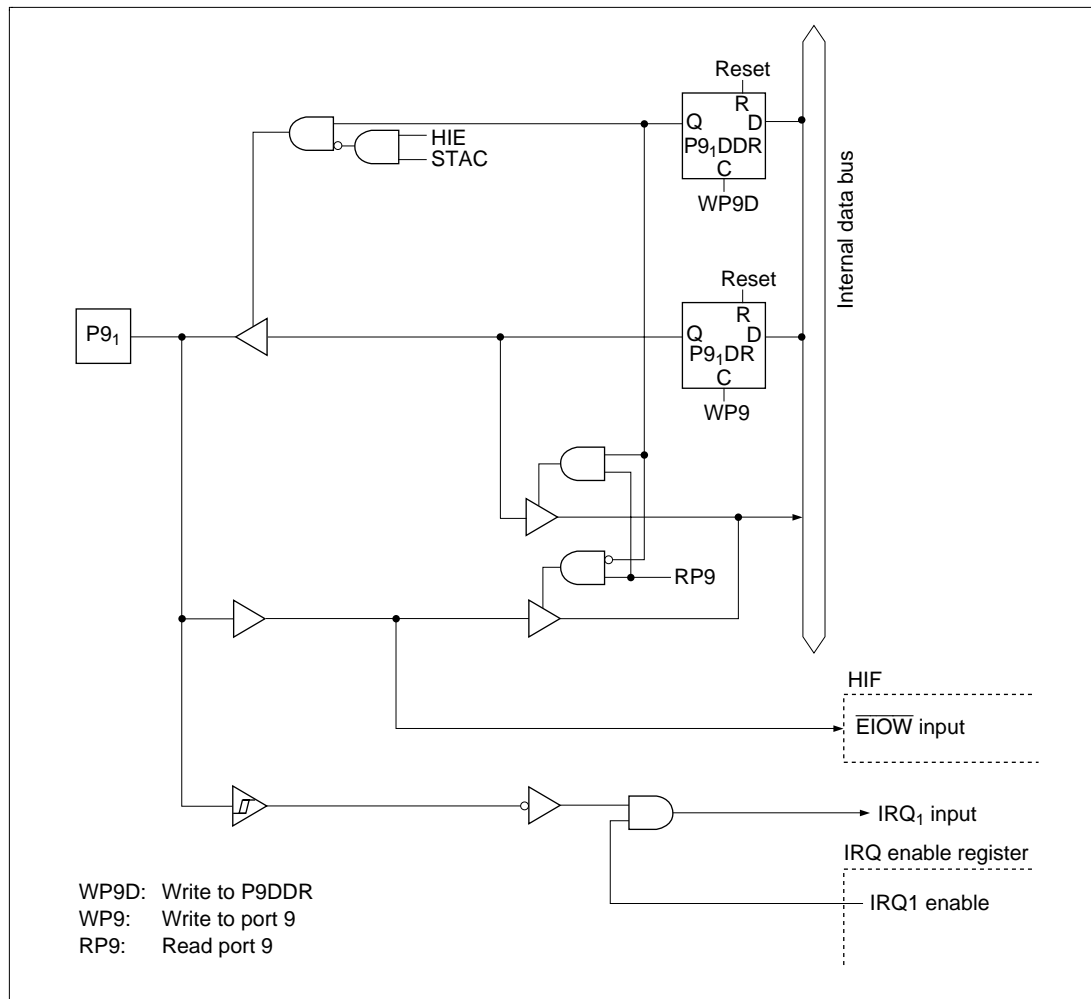 Reset
R
Q D
P9₁DDR
C
WP9D
HIE
STAC
Internal data bus
Reset
R
Q D
P9₁DR
C
WP9
P9₁
RP9
HIF
EIOW input
IRQ₁ input
IRQ enable register
IRQ1 enable
WP9D: Write to P9DDR
WP9: Write to port 9
RP9: Read port 9